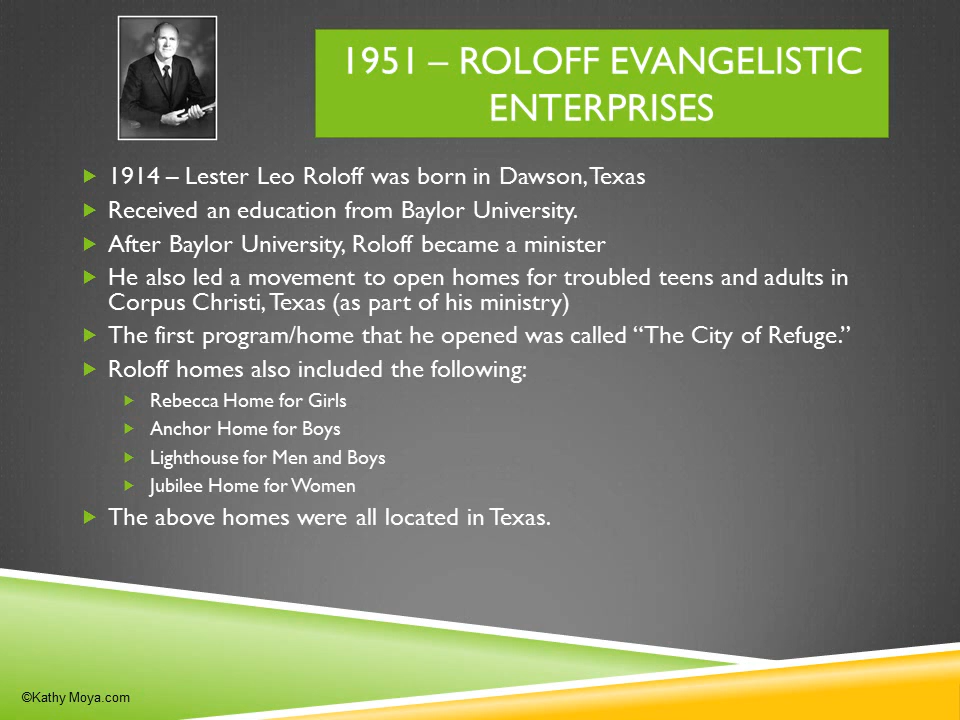 1951 – ROLOFF EVANGELISTIC
ENTERPRISES
1914 – Lester Leo Roloff was born in Dawson, Texas
Received an education from Baylor University.
After Baylor University, Roloff became a minister
He also led a movement to open homes for troubled teens and adults in
Corpus Christi, Texas (as part of his ministry)
The first program/home that he opened was called “The City of Refuge.”
Roloff homes also included the following:
Rebecca Home for Girls
Anchor Home for Boys
Lighthouse for Men and Boys
Jubilee Home for Women
The above homes were all located in Texas.
©Kathy Moya.com